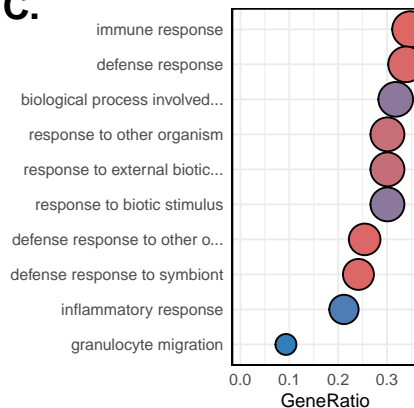 C.
immune response
defense response
biological process involved...
response to other organism
response to external biotic...
response to biotic stimulus
defense response to other o...
defense response to symbiont
inflammatory response
granulocyte migration
0.0 0.1 0.2 0.3
GeneRatio